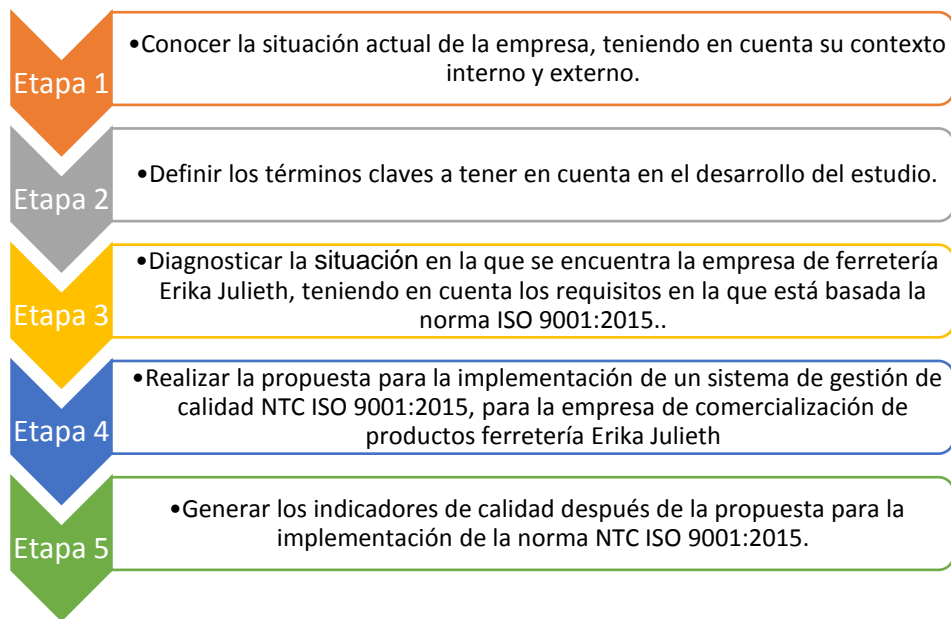 Etapa 1
•Conocer la situación actual de la empresa, teniendo en cuenta su contexto
interno y externo.
Etapa 2
•Definir los términos claves a tener en cuenta en el desarrollo del estudio.
Etapa 3
•Diagnosticar la situación en la que se encuentra la empresa de ferretería
Erika Julieth, teniendo en cuenta los requisitos en la que está basada la
norma ISO 9001:2015..
Etapa 4
•Realizar la propuesta para la implementación de un sistema de gestión de
calidad NTC ISO 9001:2015, para la empresa de comercialización de
productos ferretería Erika Julieth
Etapa 5
•Generar los indicadores de calidad después de la propuesta para la
implementación de la norma NTC ISO 9001:2015.